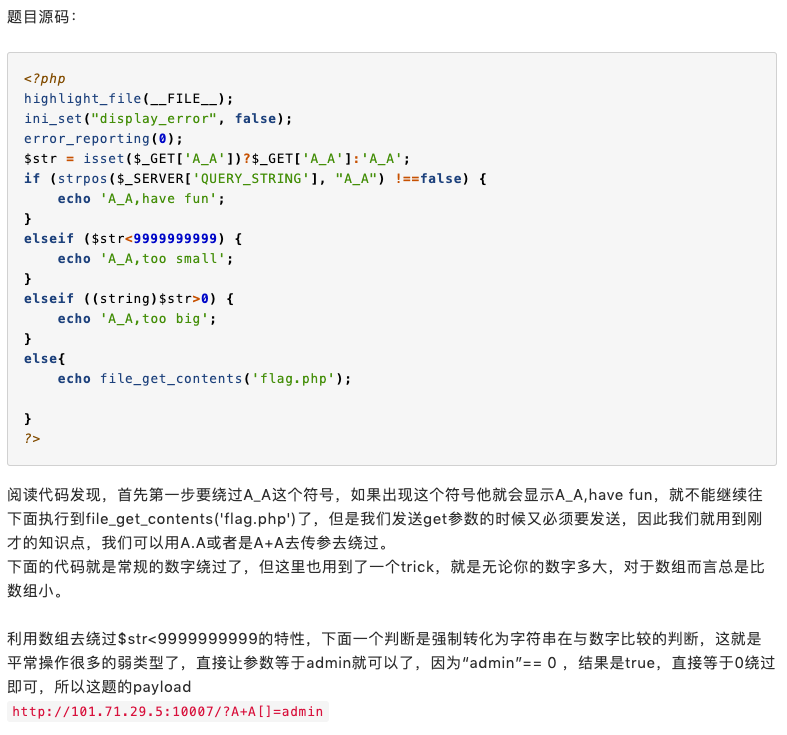 题目源码：
<?php
highlight_file(__FILE__);
ini_set("display_error", false);
error_reporting(0);
$str = isset($_GET['A_A'])?$_GET['A_A']:'A_A';
if (strpos($_SERVER['QUERY_STRING'], "A_A") !==false) {
    echo 'A_A,have fun';
}
elseif ($str<9999999999) {
    echo 'A_A,too small';
}
elseif ((string)$str>0) {
    echo 'A_A,too big';
}
else{
    echo file_get_contents('flag.php');
}
?>
阅读代码发现，首先第一步要绕过A_A这个符号，如果出现这个符号他就会显示A_A,have fun，就不能继续往
下面执行到file_get_contents('flag.php')了，但是我们发送get参数的时候又必须要发送，因此我们就用到刚
才的知识点，我们可以用A.A或者是A+A去传参去绕过。
下面的代码就是常规的数字绕过了，但这里也用到了一个trick，就是无论你的数字多大，对于数组而言总是比
数组小。
利用数组去绕过$str<9999999999的特性，下面一个判断是强制转化为字符串在与数字比较的判断，这就是
平常操作很多的弱类型了，直接让参数等于admin就可以了，因为“admin”== 0 ，结果是true，直接等于0绕过
即可，所以这题的payload
http://101.71.29.5:10007/?A+A[]=admin